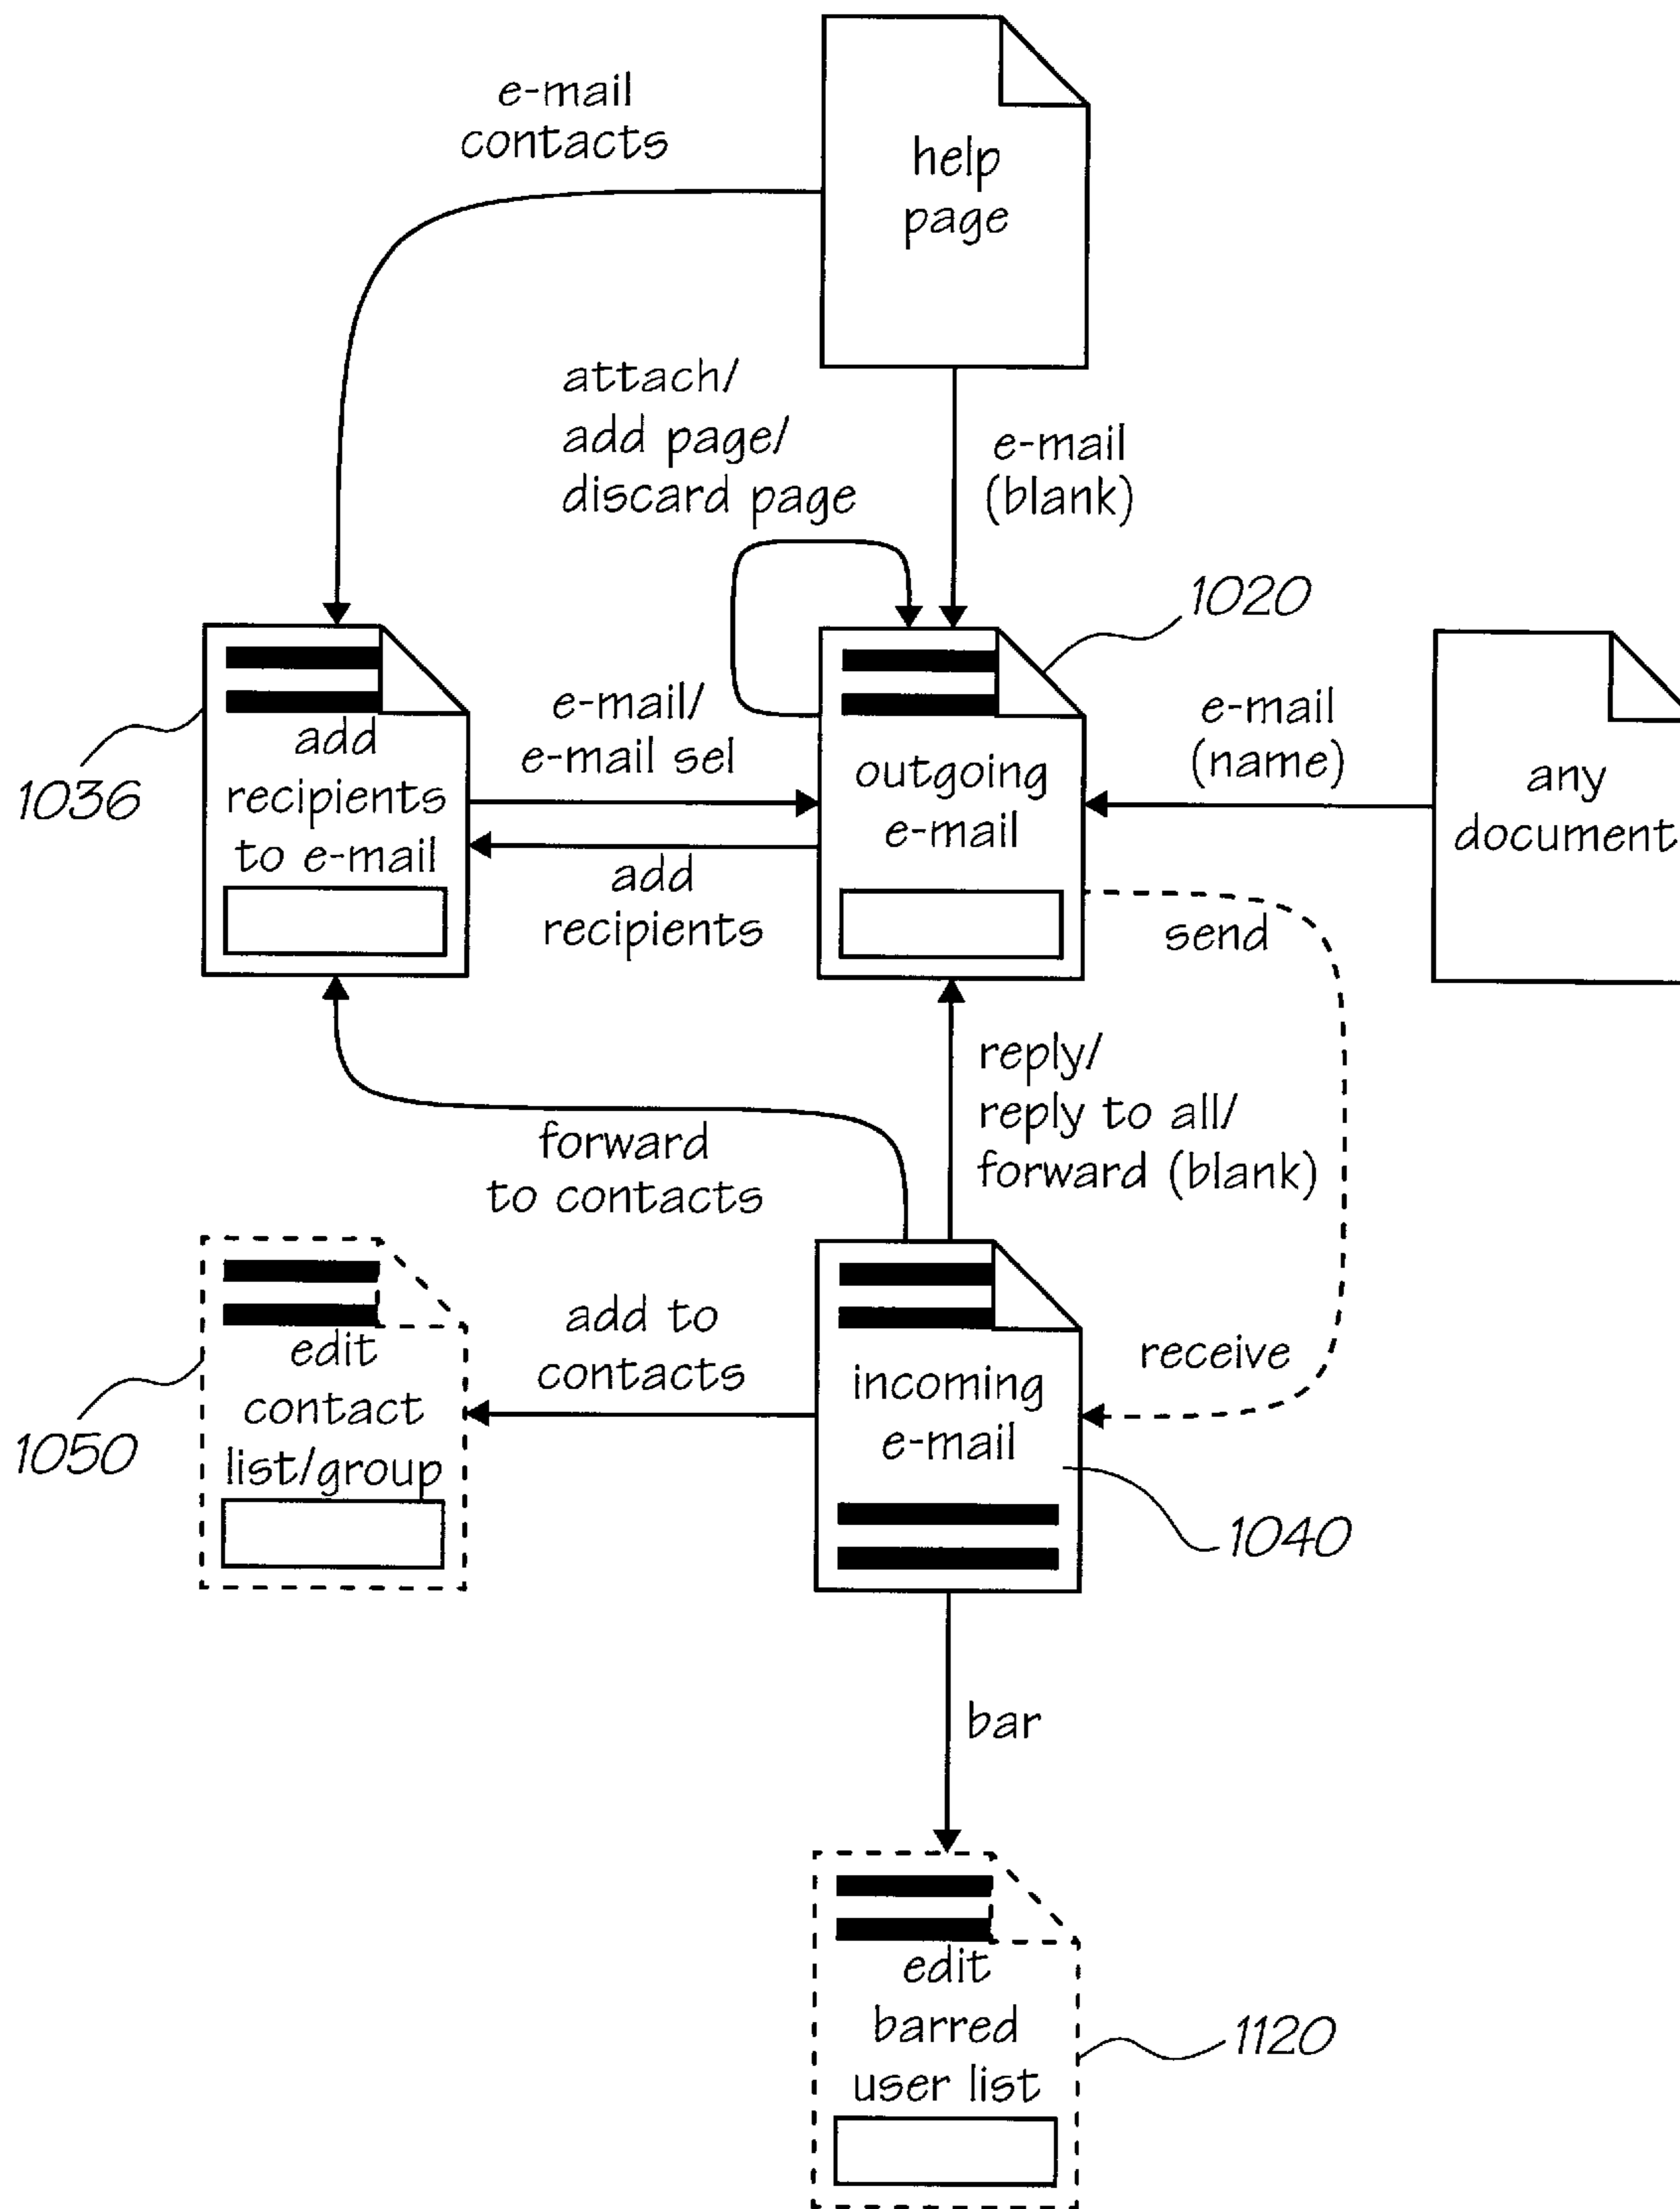 e-mail
contacts
help
page
attach/
add page/
discard page
e-mail
(blank)
1020
1036
add
recipients
to e-mail
e-mail/
e-mail sel
add
recipients
outgoing
e-mail
e-mail
(name)
any
document
send
reply/
reply to all/
forward (blank)
forward
to contacts
1050
edit
contact
list/group
add to
contacts
incoming
e-mail
receive
1040
bar
edit
barred
user list
1120